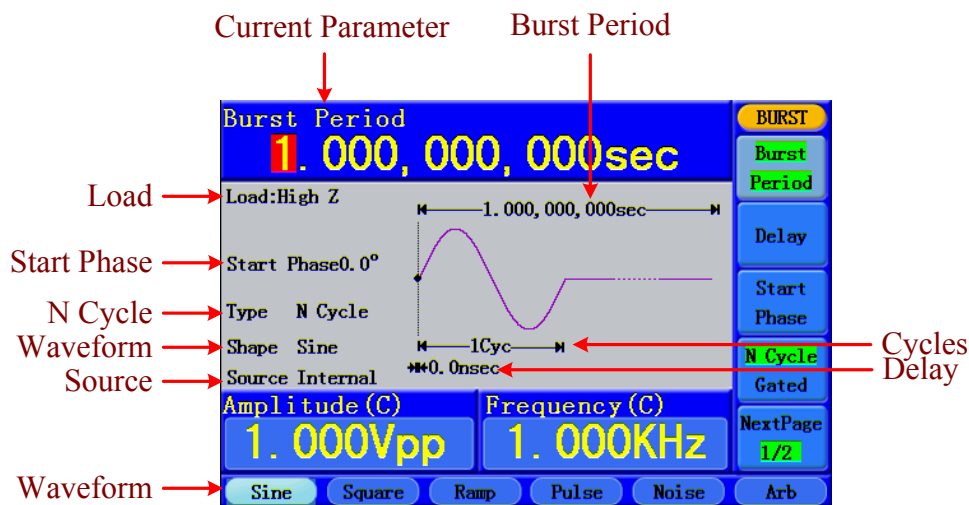 Current Parameter
Burst Period
Burst Period
1.000,000,000sec
BURST
Burst
Period
Load
Load:High Z
1.000,000,000sec
Delay
Start Phase
Start Phase0.0°
Start
Phase
N Cycle
Type N Cycle
Waveform
Shape Sine
1Cyc
Cycles
N Cycle
Gated
Source
Source Internal
0.0nsec
Delay
Amplitude(C)
1.000Vpp
Frequency(C)
1.000KHz
NextPage
1/2
Waveform
Sine
Square
Ramp
Pulse
Noise
Arb